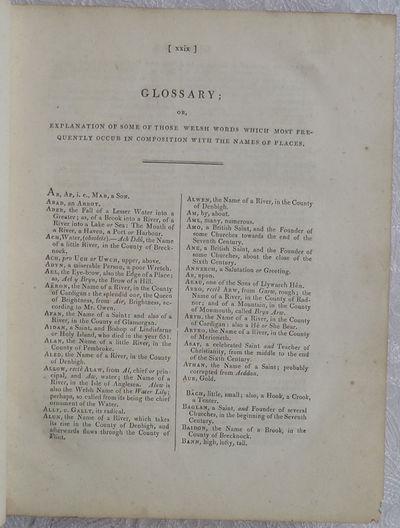 [ xxix ]
GLOSSARY;
OR,
EXPLANATION OF SOME OF THOSE WELSH WORDS WHICH MOST FRE-
QUENTLY OCCUR IN COMPOSITION WITH THE NAMES OF PLACES.
AB, AP, i. e., MAB, a Son.
ABAD, an ABBOT.
ABER, the Fall of a Lesser Water into a
Greater; as, of a Brook into a River, of a
River into a Lake or Sea: The Mouth of
a River, a Haven, a Port or Harbour.
ACH, Water, (obsolete).—Ach Ddû, the Name
of a little River, in the County of Breck-
nock.
ACH, pro UCH or UWCH, upper, above.
ADYN, a miserable Person, a poor Wretch.
AEL, the Eye-brow, also the Edge of a Place;
as, Ael y Bryn, the Brow of a Hill.
AËRON, the Name of a River, in the County
of Cardigan: the splendid one, the Queen
of Brightness, from Aër, Brightness, ac-
cording to Mr. Owen.
AFAN, the Name of a Saint; and also of a
River, in the County of Glamorgan.
AIDAN, a Saint, and Bishop of Lindisfarne
or Holy Island, who died the year 651.
ALAN, the Name of a little River, in the
County of Pembroke.
ALED, the Name of a River, in the County
of Denbigh.
ALLOW, rectè ALAW, from Al, chief or prin-
cipal, and Aw, water; the Name of a
River, in the Isle of Anglesea. Alaw is
also the Welsh Name of the Water Lily;
perhaps, so called from its being the chief
ornament of the Water.
ALLT, v. GALLT, its radical.
ALUN, the Name of a River, which takes
its rise in the County of Denbigh, and
afterwards flows through the County of
Flint.
ALWEN, the Name of a River, in the County
of Denbigh.
AM, by, about.
AML, many, numerous.
AMO, a British Saint, and the Founder of
some Churches towards the end of the
Seventh Century.
ANE, a British Saint, and the Founder of
some Churches, about the close of the
Sixth Century.
ANNERCH, a Salutation or Greeting.
AR, upon.
ARAU, one of the Sons of Llywarch Hên.
ARRO, rectè ARW, from Garw, rough; the
Name of a River, in the County of Rad-
nor; and of a Mountain, in the County
of Monmouth, called Bryn Arw.
ARTH, the Name of a River, in the County
of Cardigan: also a He or She Bear.
ARTRO, the Name of a River, in the County
of Merioneth.
ASAF, a celebrated Saint and Teacher of
Christianity, from the middle to the end
of the Sixth Century.
ATHAN, the Name of a Saint; probably
corrupted from Aeddan.
AUR, Gold.
BACH, little, small; also, a Hook, a Crook,
a Tenter.
BAGLAN, a Saint, and Founder of several
Churches, in the beginning of the Seventh
Century.
BAIDON, the Name of a Brook, in the
County of Brecknock.
BANN, high, lofty, tall.